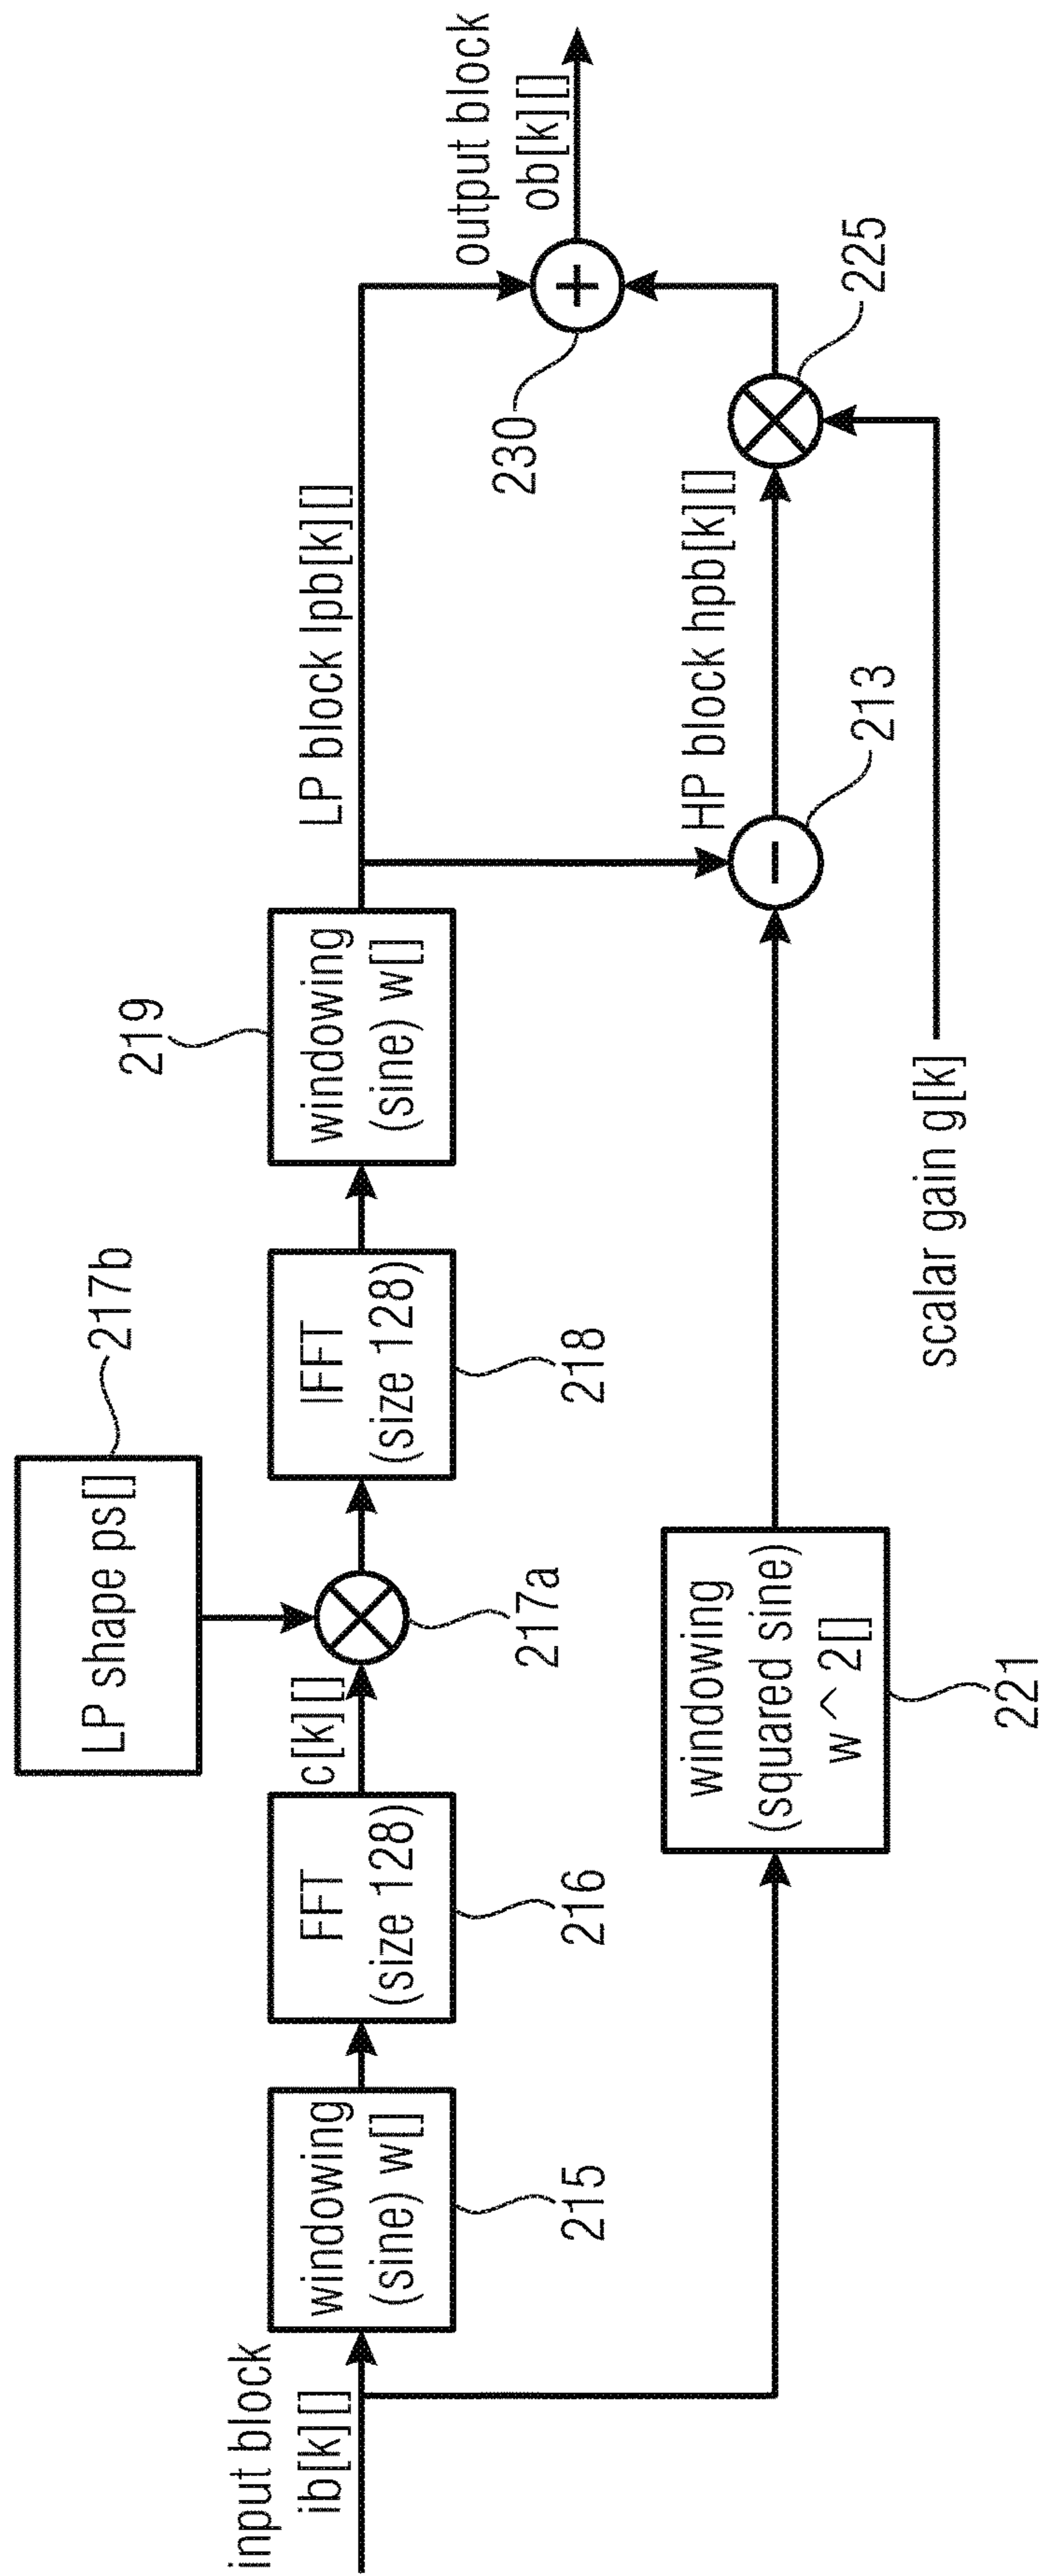 input block
ib[k][]
windowing
(sine) w[]
215
FFT
(size 128)
216
c[k][]
217a
LP shape ps[]
217b
IFFT
(size 128)
218
windowing
(sine) w[]
219
LP block lpb[k][]
windowing
(squared sine)
w^2[]
221
213
HP block hpb[k][]
scalar gain g[k]
225
230
output block
ob[k][]